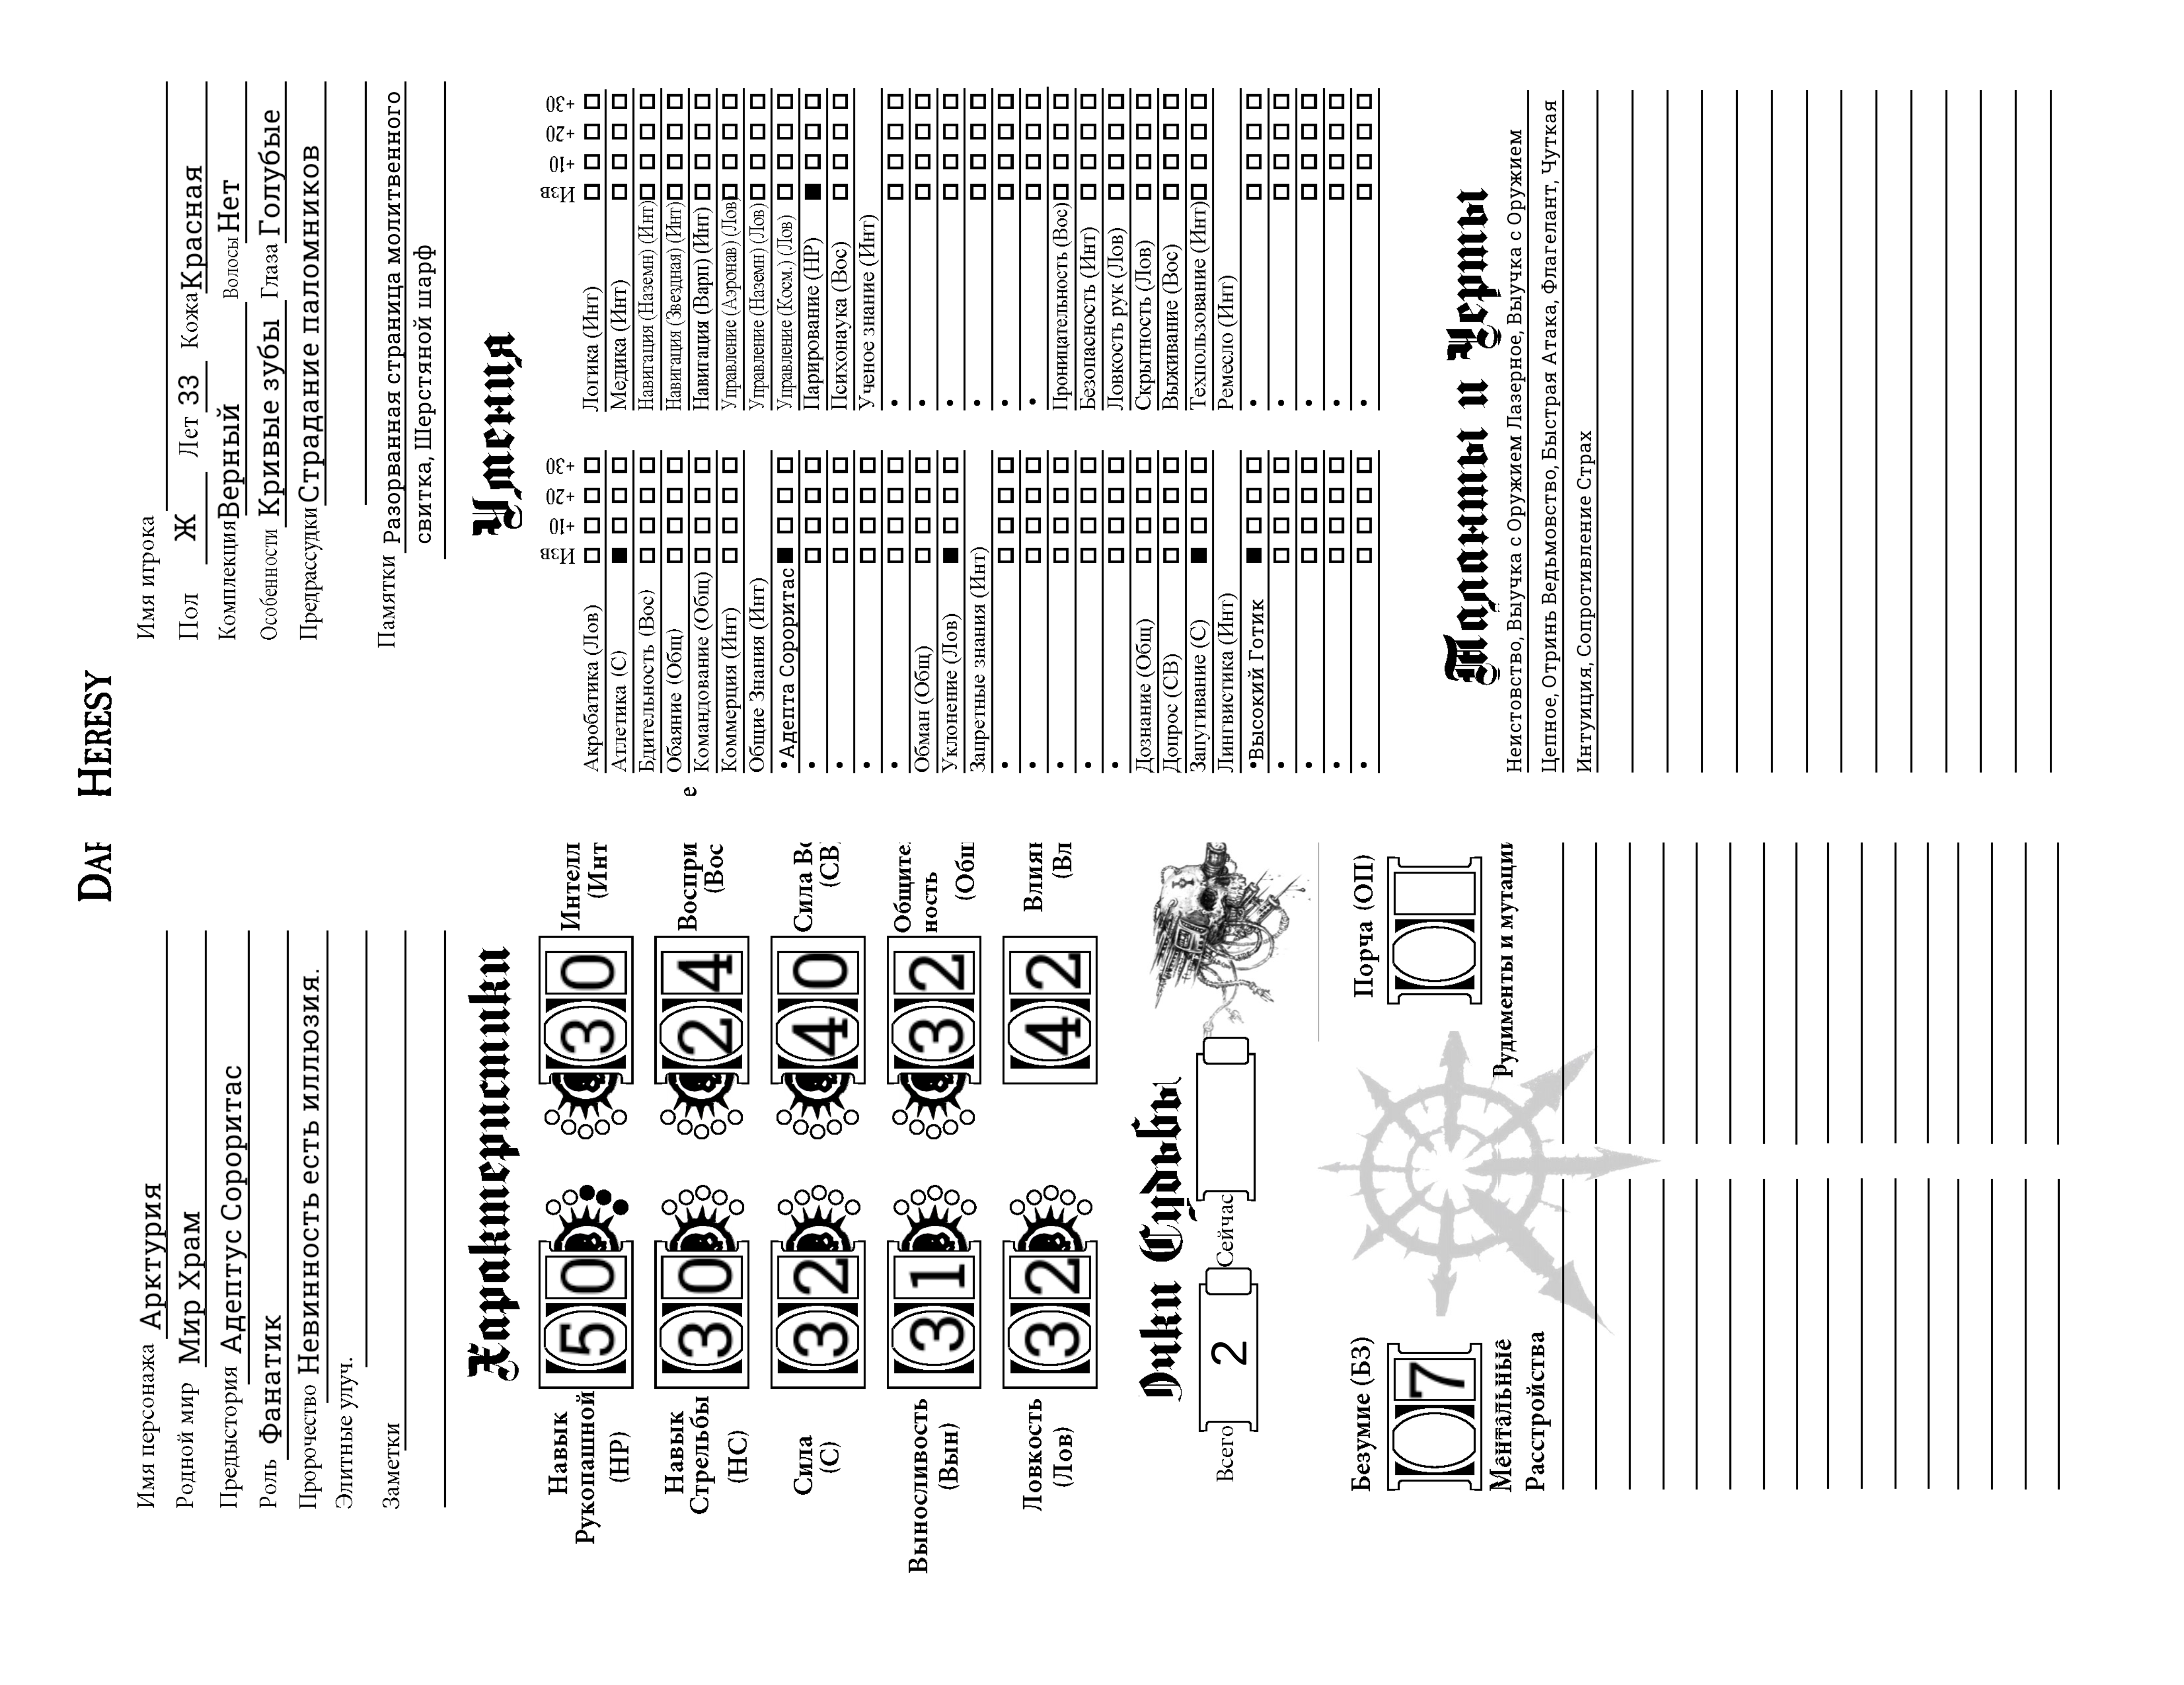 DAR HERESY
Имя персонажа Арктурия
Родной мир Мир Храм
Предыстория Адептус Сороритас
Роль Фанатик
Пророчество Невинность есть иллюзия.
Элитные улуч.
Заметки
Имя игрока
Пол Ж Лет 33 Кожа Красная
Комплекция Верный Волосы Нет
Особенности Кривые зубы Глаза Голубые
Предрассудки Страдание паломников
Памятки Разорванная страница молитвенного
свитка, Шерстяной шарф
Характеристики
Навык
Рукопашной
(НР)
50
Интелл
(Инт
30
Навык
Стрельбы
(НС)
30
Воспри
(Вос
24
е
Сила
(С)
32
Сила Во
(СВ
40
Выносливость
(Вын)
31
Общите
ность
(Общ
32
Ловкость
(Лов)
32
Влиян
(Вл
42
Очки Судьбы
Всего 2 Сейчас
Безумие (БЗ)
07
Порча (ОП)
0
Ментальные
Расстройства
Рудименты и мутации
Умения
Изв +10 +20 +30
Акробатика (Лов)
Атлетика (С)
Бдительность (Вос)
Обаяние (Общ)
Командование (Общ)
Коммерция (Инт)
Общие Знания (Инт)
• Адепта Сороритас
•
•
•
•
Обман (Общ)
Уклонение (Лов)
Запретные знания (Инт)
•
•
•
•
•
Дознание (Общ)
Допрос (СВ)
Запугивание (С)
Лингвистика (Инт)
•Высокий Готик
•
•
•
•
Изв +10 +20 +30
Логика (Инт)
Медика (Инт)
Навигация (Наземн) (Инт)
Навигация (Звездная) (Инт)
Навигация (Варп) (Инт)
Управление (Аэронав) (Лов)
Управление (Наземн) (Лов)
Управление (Косм.) (Лов)
Парирование (НР)
Психонаука (Вос)
Ученое знание (Инт)
•
•
•
•
•
•
Проницательность (Вос)
Безопасность (Инт)
Ловкость рук (Лов)
Скрытность (Лов)
Выживание (Вос)
Техпользование (Инт)
Ремесло (Инт)
•
•
•
•
•
Таланты и Черты
Неистовство, Выучка с Оружием Лазерное, Выучка с Оружием
Цепное, Отринь Ведьмовство, Быстрая Атака, Флагелант, Чуткая
Интуиция, Сопротивление Страх